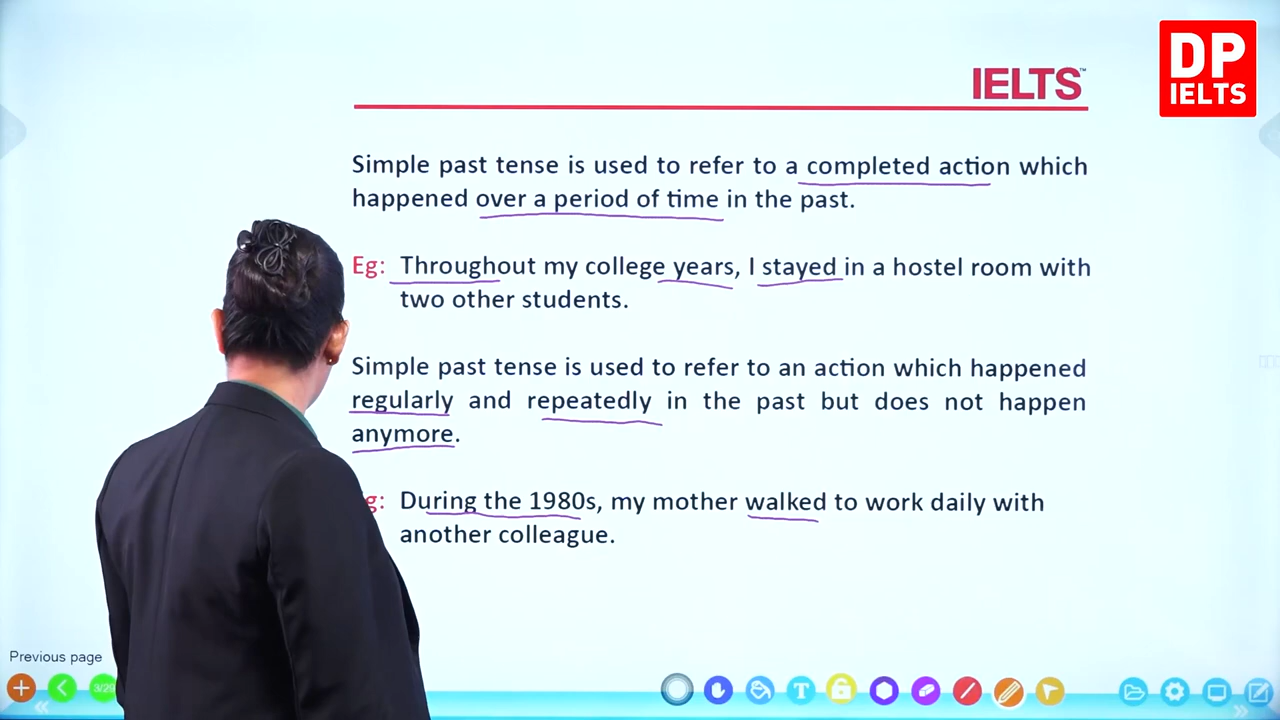 DP
IELTS
IELTS™
Simple past tense is used to refer to a completed action which
happened over a period of time in the past.
Eg: Throughout my college years, I stayed in a hostel room with
two other students.
Simple past tense is used to refer to an action which happened
regularly and repeatedly in the past but does not happen
anymore.
During the 1980s, my mother walked to work daily with
another colleague.
Previous page